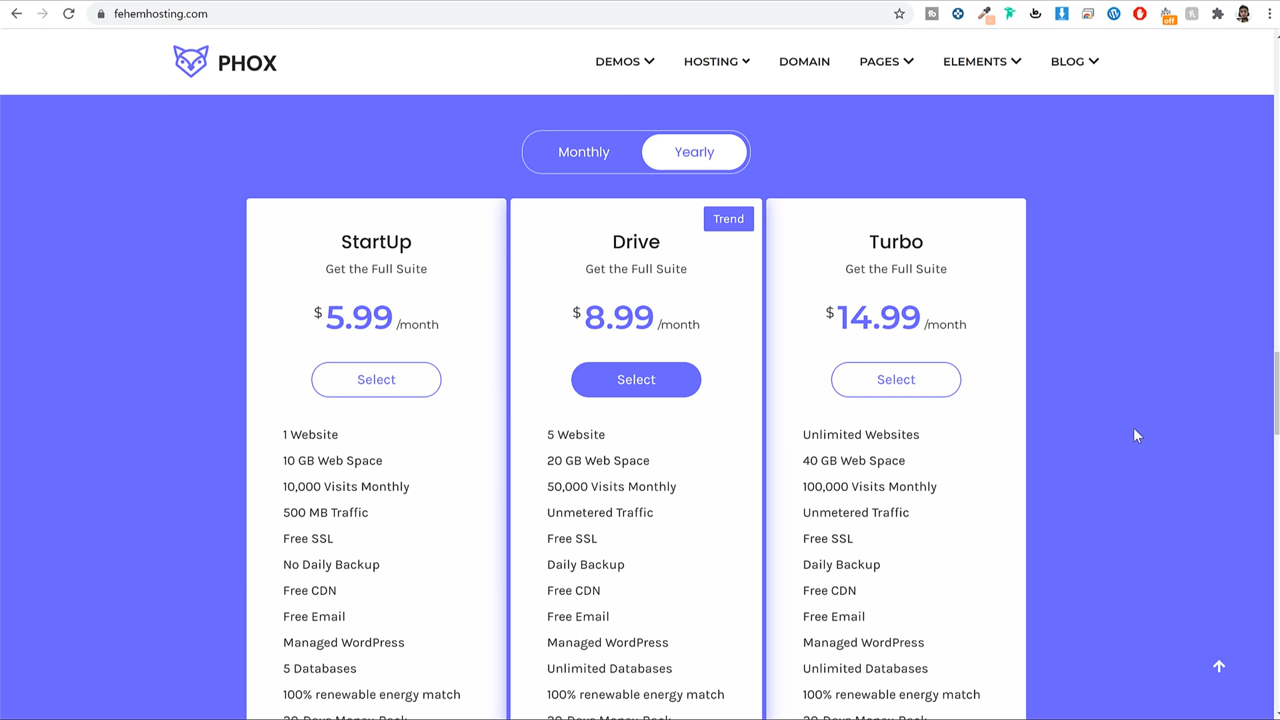 fehemhosting.com
off
PHOX
DEMOS HOSTING DOMAIN PAGES ELEMENTS BLOG
Monthly Yearly
StartUp
Get the Full Suite
$ 5.99 /month
Select
1 Website
10 GB Web Space
10,000 Visits Monthly
500 MB Traffic
Free SSL
No Daily Backup
Free CDN
Free Email
Managed WordPress
5 Databases
100% renewable energy match
Trend
Drive
Get the Full Suite
$ 8.99 /month
Select
5 Website
20 GB Web Space
50,000 Visits Monthly
Unmetered Traffic
Free SSL
Daily Backup
Free CDN
Free Email
Managed WordPress
Unlimited Databases
100% renewable energy match
Turbo
Get the Full Suite
$ 14.99 /month
Select
Unlimited Websites
40 GB Web Space
100,000 Visits Monthly
Unmetered Traffic
Free SSL
Daily Backup
Free CDN
Free Email
Managed WordPress
Unlimited Databases
100% renewable energy match